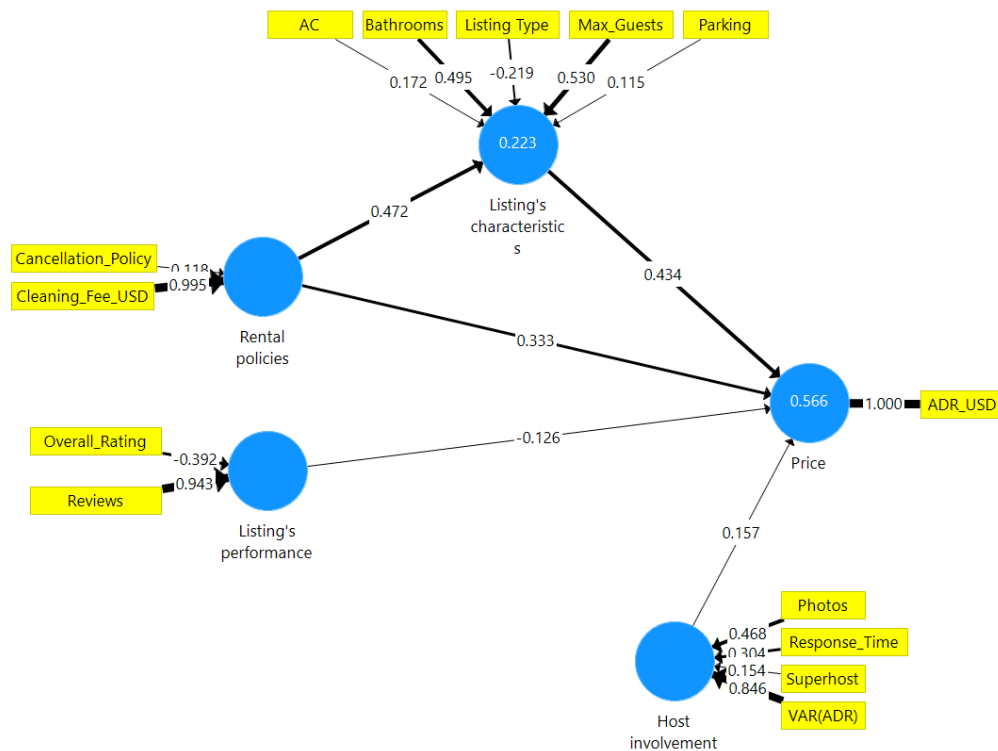 AC
Bathrooms
Listing Type
Max_Guests
Parking
0.172
0.495
-0.219
0.530
0.115
0.223
Listing's
characteristic
s
0.472
0.434
Cancellation_Policy
0.118
Cleaning_Fee_USD
0.995
Rental
policies
0.333
0.566
1.000
ADR_USD
Price
Overall_Rating
-0.392
Reviews
0.943
-0.126
Listing's
performance
0.157
Photos
0.468
Response_Time
0.304
Superhost
0.154
VAR(ADR)
0.846
Host
involvement